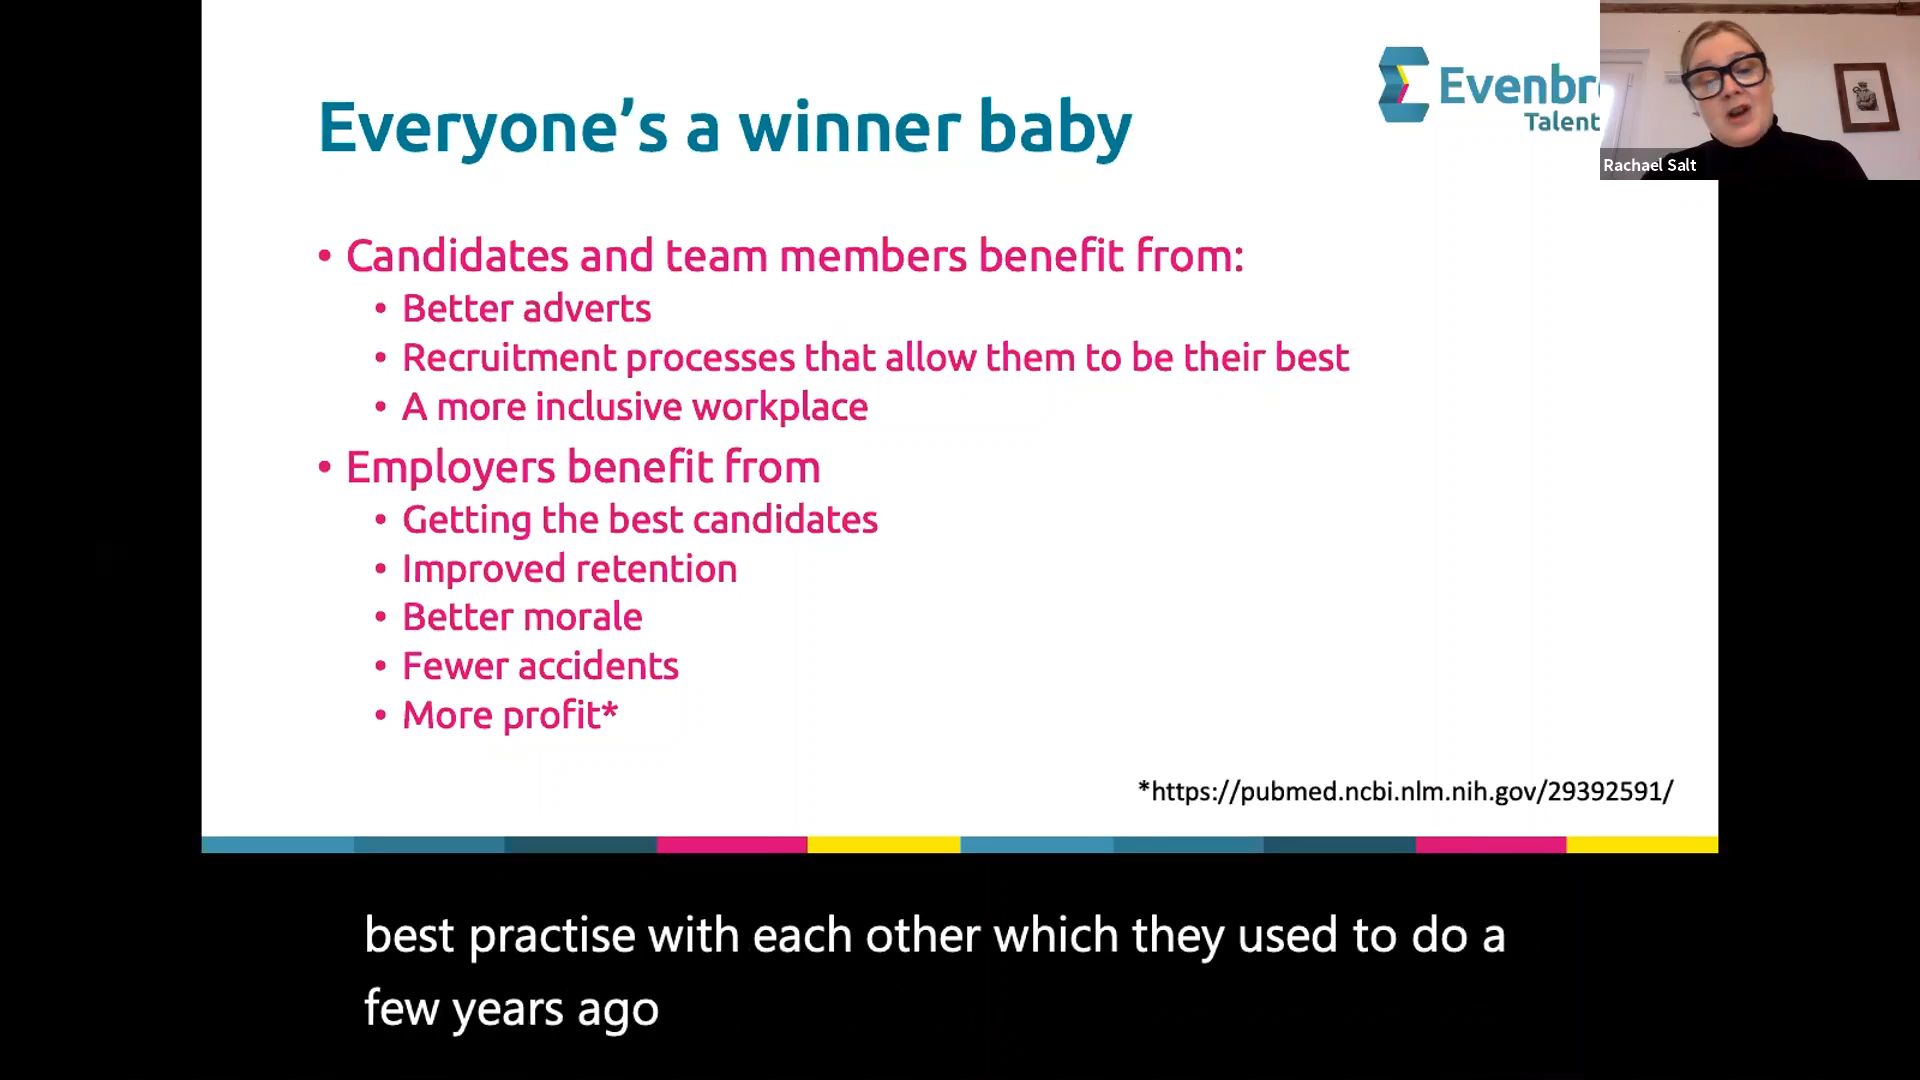 Everyone’s a winner baby
Talent
Rachael Salt
• Candidates and team members benefit from:
• Better adverts
• Recruitment processes that allow them to be their best
• A more inclusive workplace
• Employers benefit from
• Getting the best candidates
• Improved retention
• Better morale
• Fewer accidents
• More profit*
*https://pubmed.ncbi.nlm.nih.gov/29392591/
best practise with each other which they used to do a
few years ago